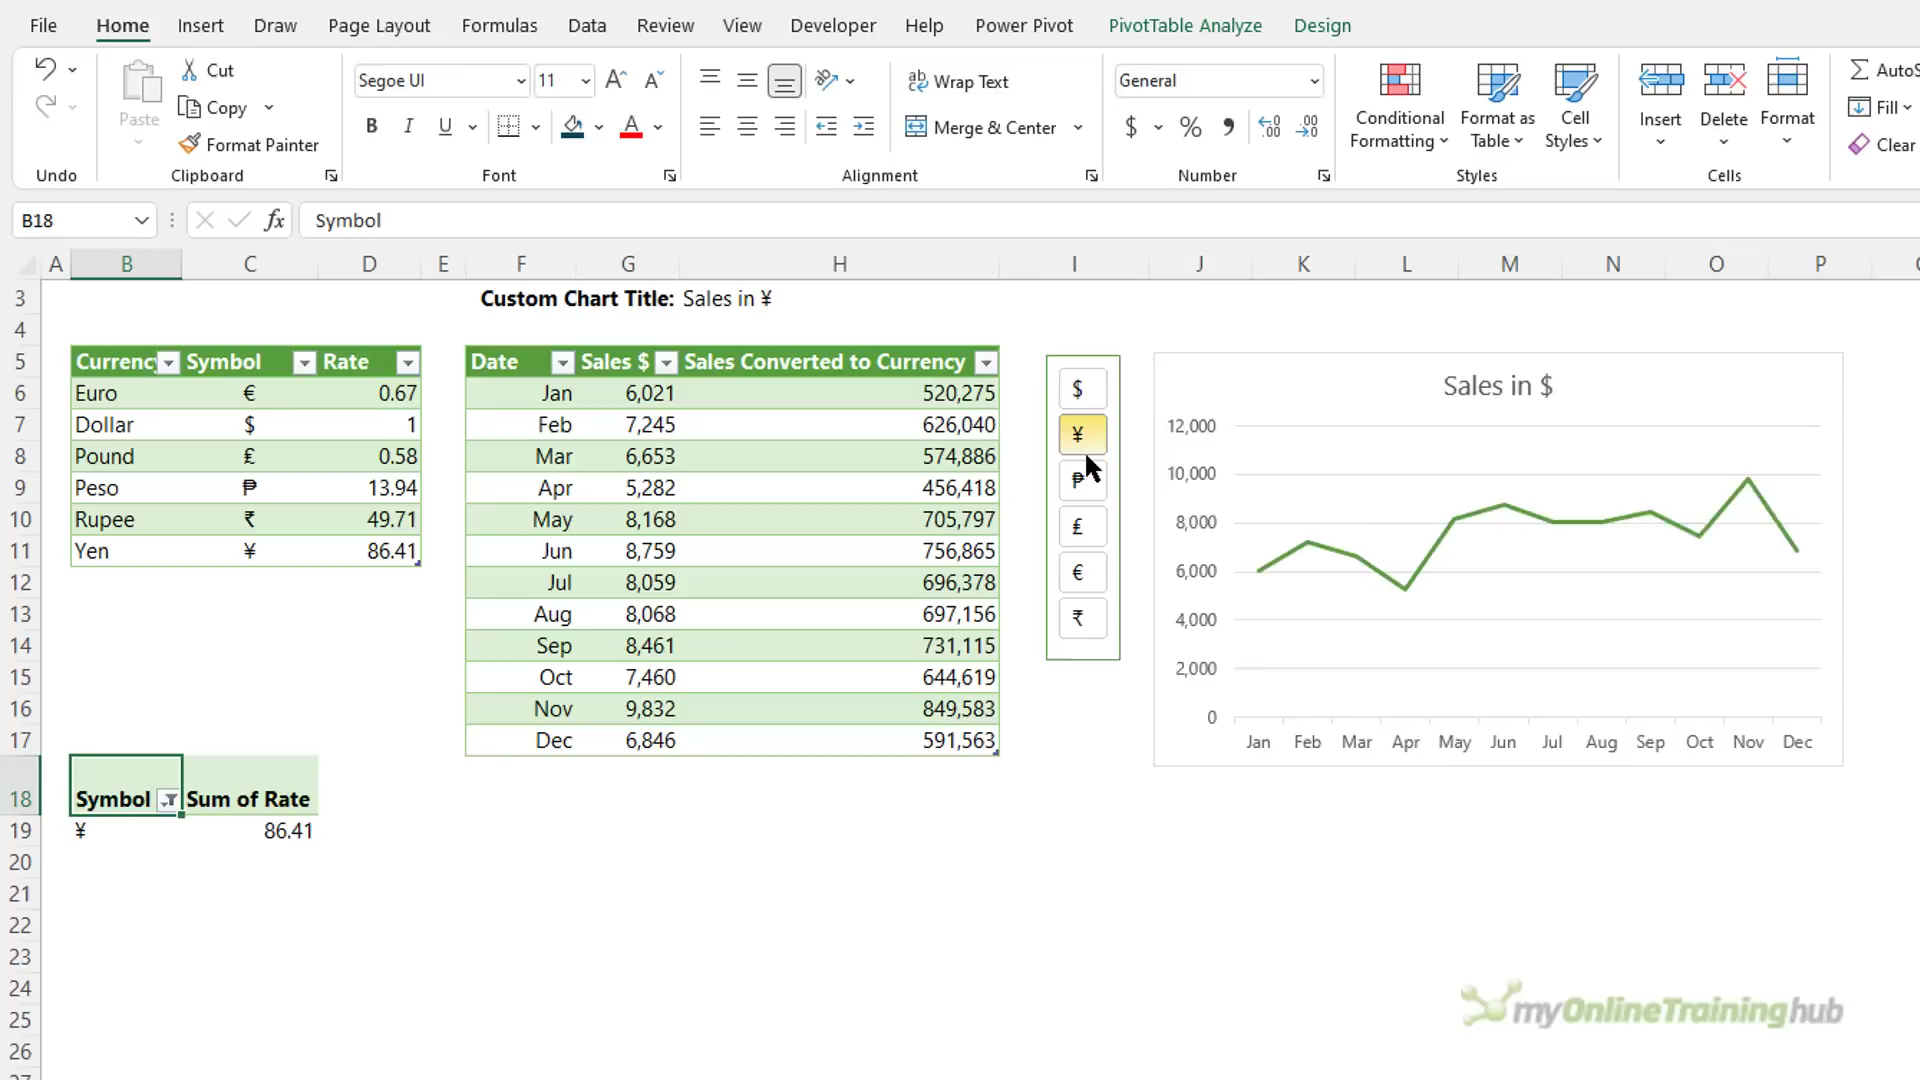 File Home Insert Draw Page Layout Formulas Data Review View Developer Help Power Pivot PivotTable Analyze Design
Cut
Copy
Format Painter
Paste
Undo
Clipboard
Segoe UI 11
B I U
Font
Wrap Text
Merge & Center
Alignment
General
$ %
Number
Conditional Formatting
Format as Table
Cell Styles
Styles
Insert
Delete
Format
Cells
AutoS
Fill
Clear
B18 fx Symbol
A B C D E F G H I J K L M N O P
3 Custom Chart Title: Sales in ¥
4
5 Currency Symbol Rate Date Sales $ Sales Converted to Currency
6 Euro € 0.67 Jan 6,021 520,275
7 Dollar $ 1 Feb 7,245 626,040
8 Pound £ 0.58 Mar 6,653 574,886
9 Peso ₱ 13.94 Apr 5,282 456,418
10 Rupee ₹ 49.71 May 8,168 705,797
11 Yen ¥ 86.41 Jun 8,759 756,865
12 Jul 8,059 696,378
13 Aug 8,068 697,156
14 Sep 8,461 731,115
15 Oct 7,460 644,619
16 Nov 9,832 849,583
17 Dec 6,846 591,563
18 Symbol Sum of Rate
19 ¥ 86.41
20
21
22
23
24
25
26
$
¥
₱
£
€
₹
Sales in $
12,000
10,000
8,000
6,000
4,000
2,000
0
Jan Feb Mar Apr May Jun Jul Aug Sep Oct Nov Dec
myOnlineTraininghub